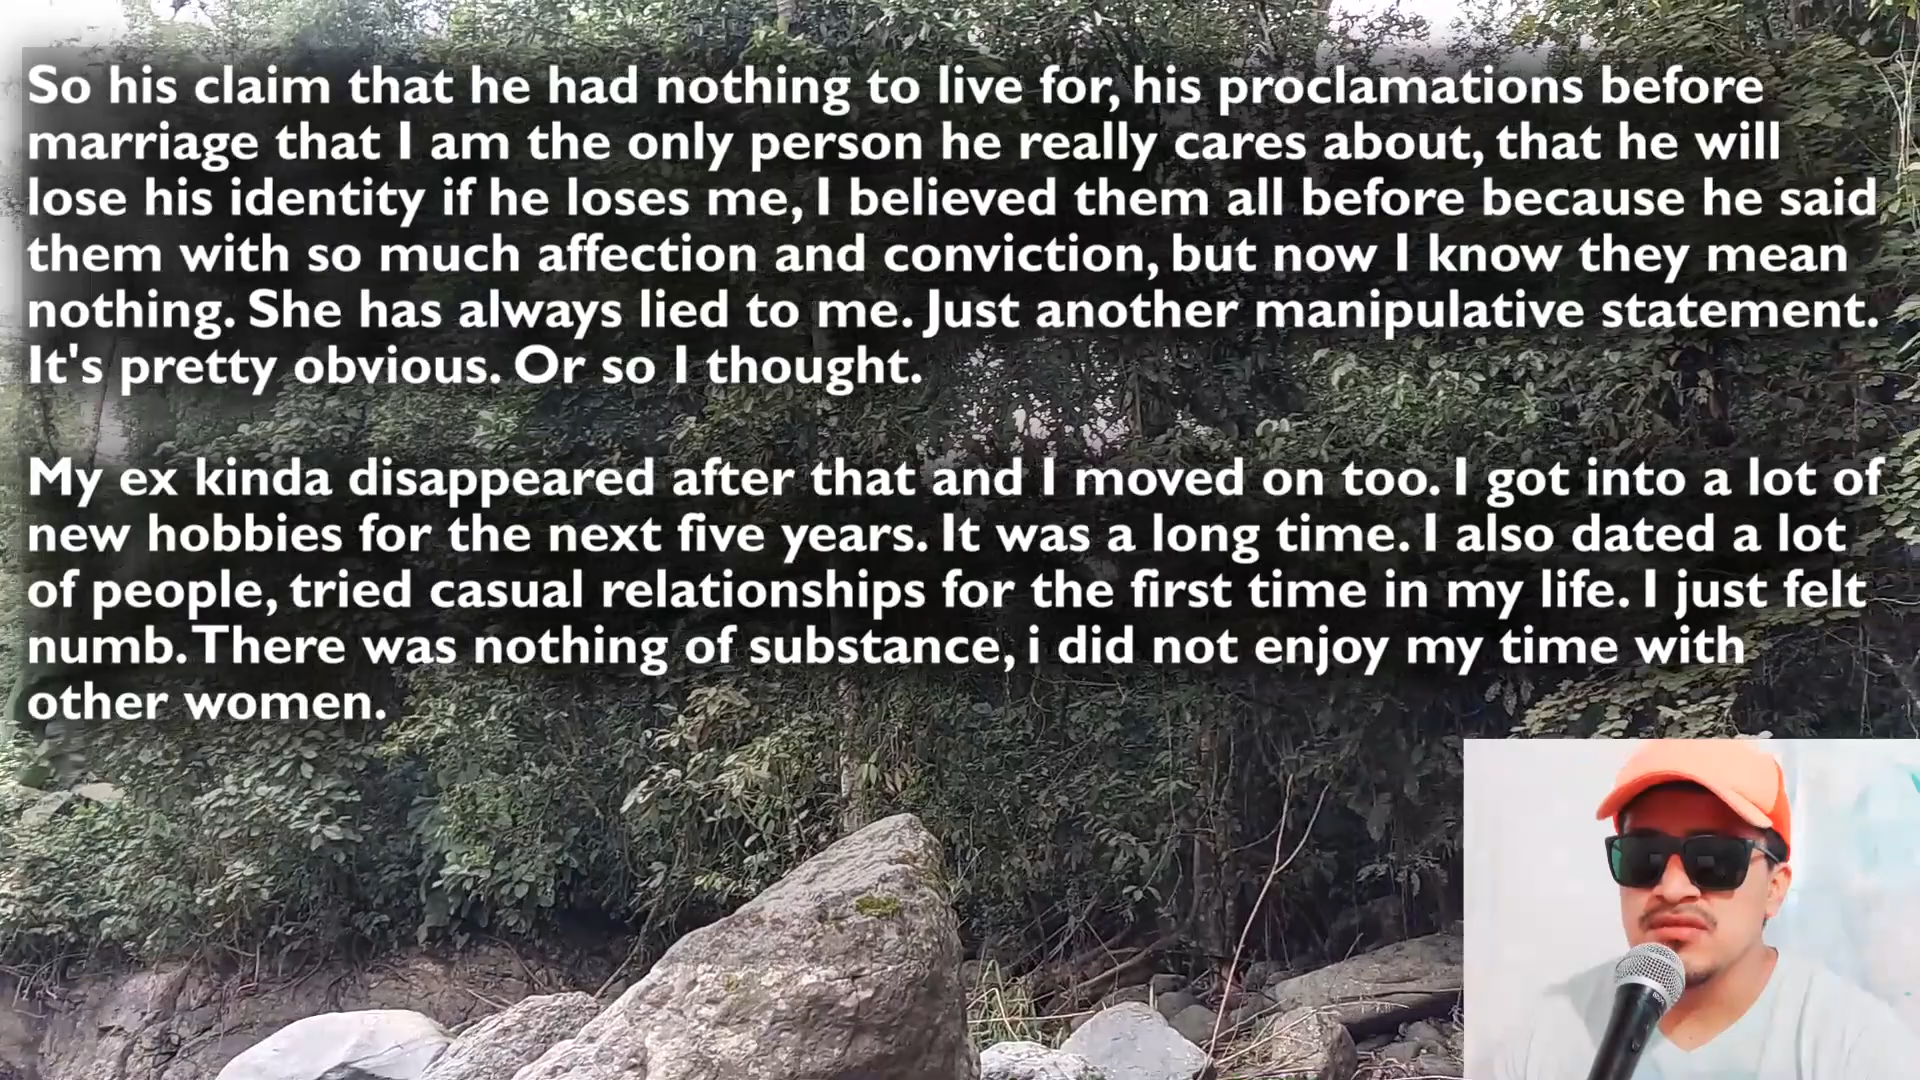 So his claim that he had nothing to live for, his proclamations before
marriage that I am the only person he really cares about, that he will
lose his identity if he loses me, I believed them all before because he said
them with so much affection and conviction, but now I know they mean
nothing. She has always lied to me. Just another manipulative statement.
It's pretty obvious. Or so I thought.
My ex kinda disappeared after that and I moved on too. I got into a lot of
new hobbies for the next five years. It was a long time. I also dated a lot
of people, tried casual relationships for the first time in my life. I just felt
numb. There was nothing of substance, i did not enjoy my time with
other women.